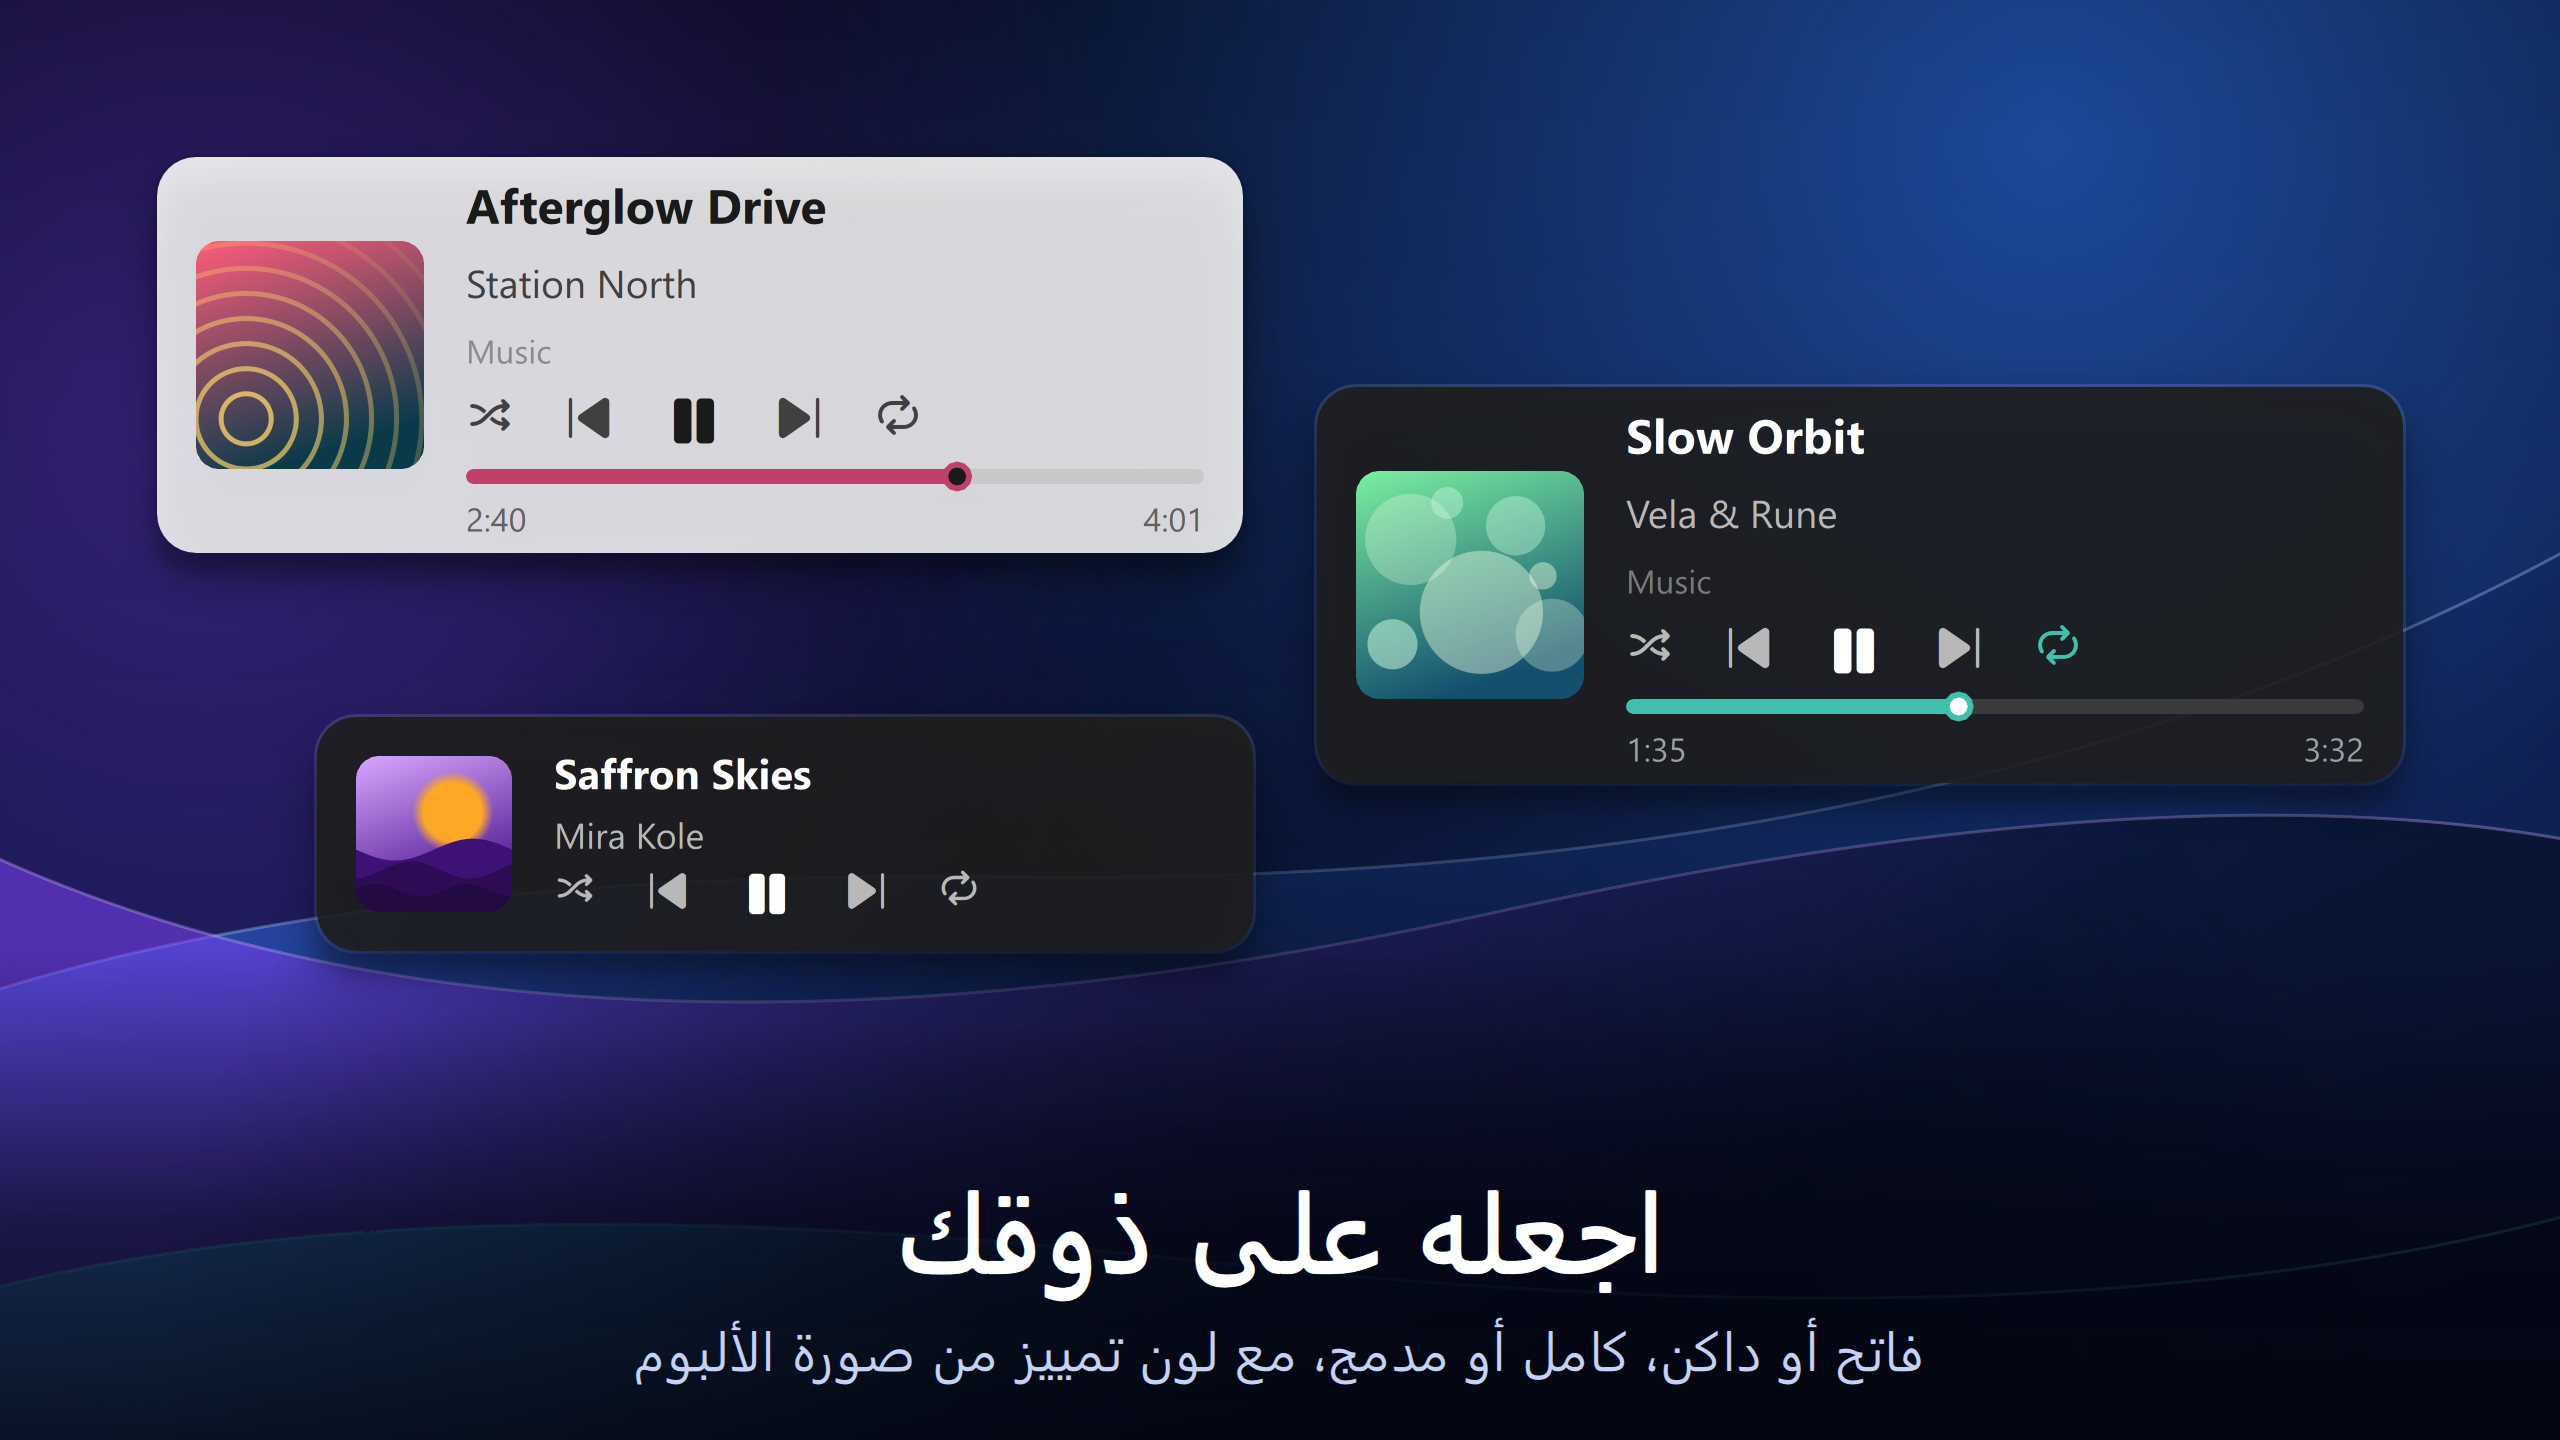 Afterglow Drive
Station North
Music
2:40 4:01
Slow Orbit
Vela & Rune
Music
1:35 3:32
Saffron Skies
Mira Kole
اجعله على ذوقك
فاتح أو داكن، كامل أو مدمج، مع لون تمييز من صورة الألبوم